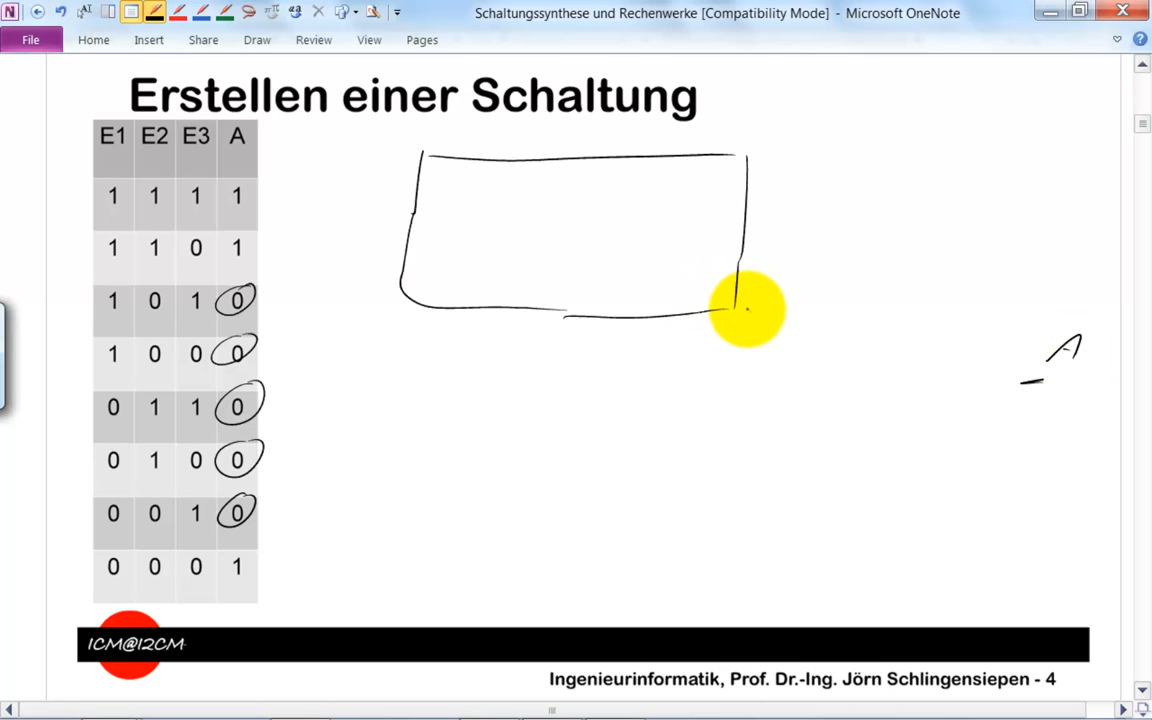 Schaltungssynthese und Rechenwerke [Compatibility Mode] - Microsoft OneNote
File Home Insert Share Draw Review View Pages
Erstellen einer Schaltung
E1 E2 E3 A
1 1 1 1
1 1 0 1
1 0 1 0
1 0 0 0
0 1 1 0
0 1 0 0
0 0 1 0
0 0 0 1
A
ICM@I2CM
Ingenieurinformatik, Prof. Dr.-Ing. Jörn Schlingensiepen - 4